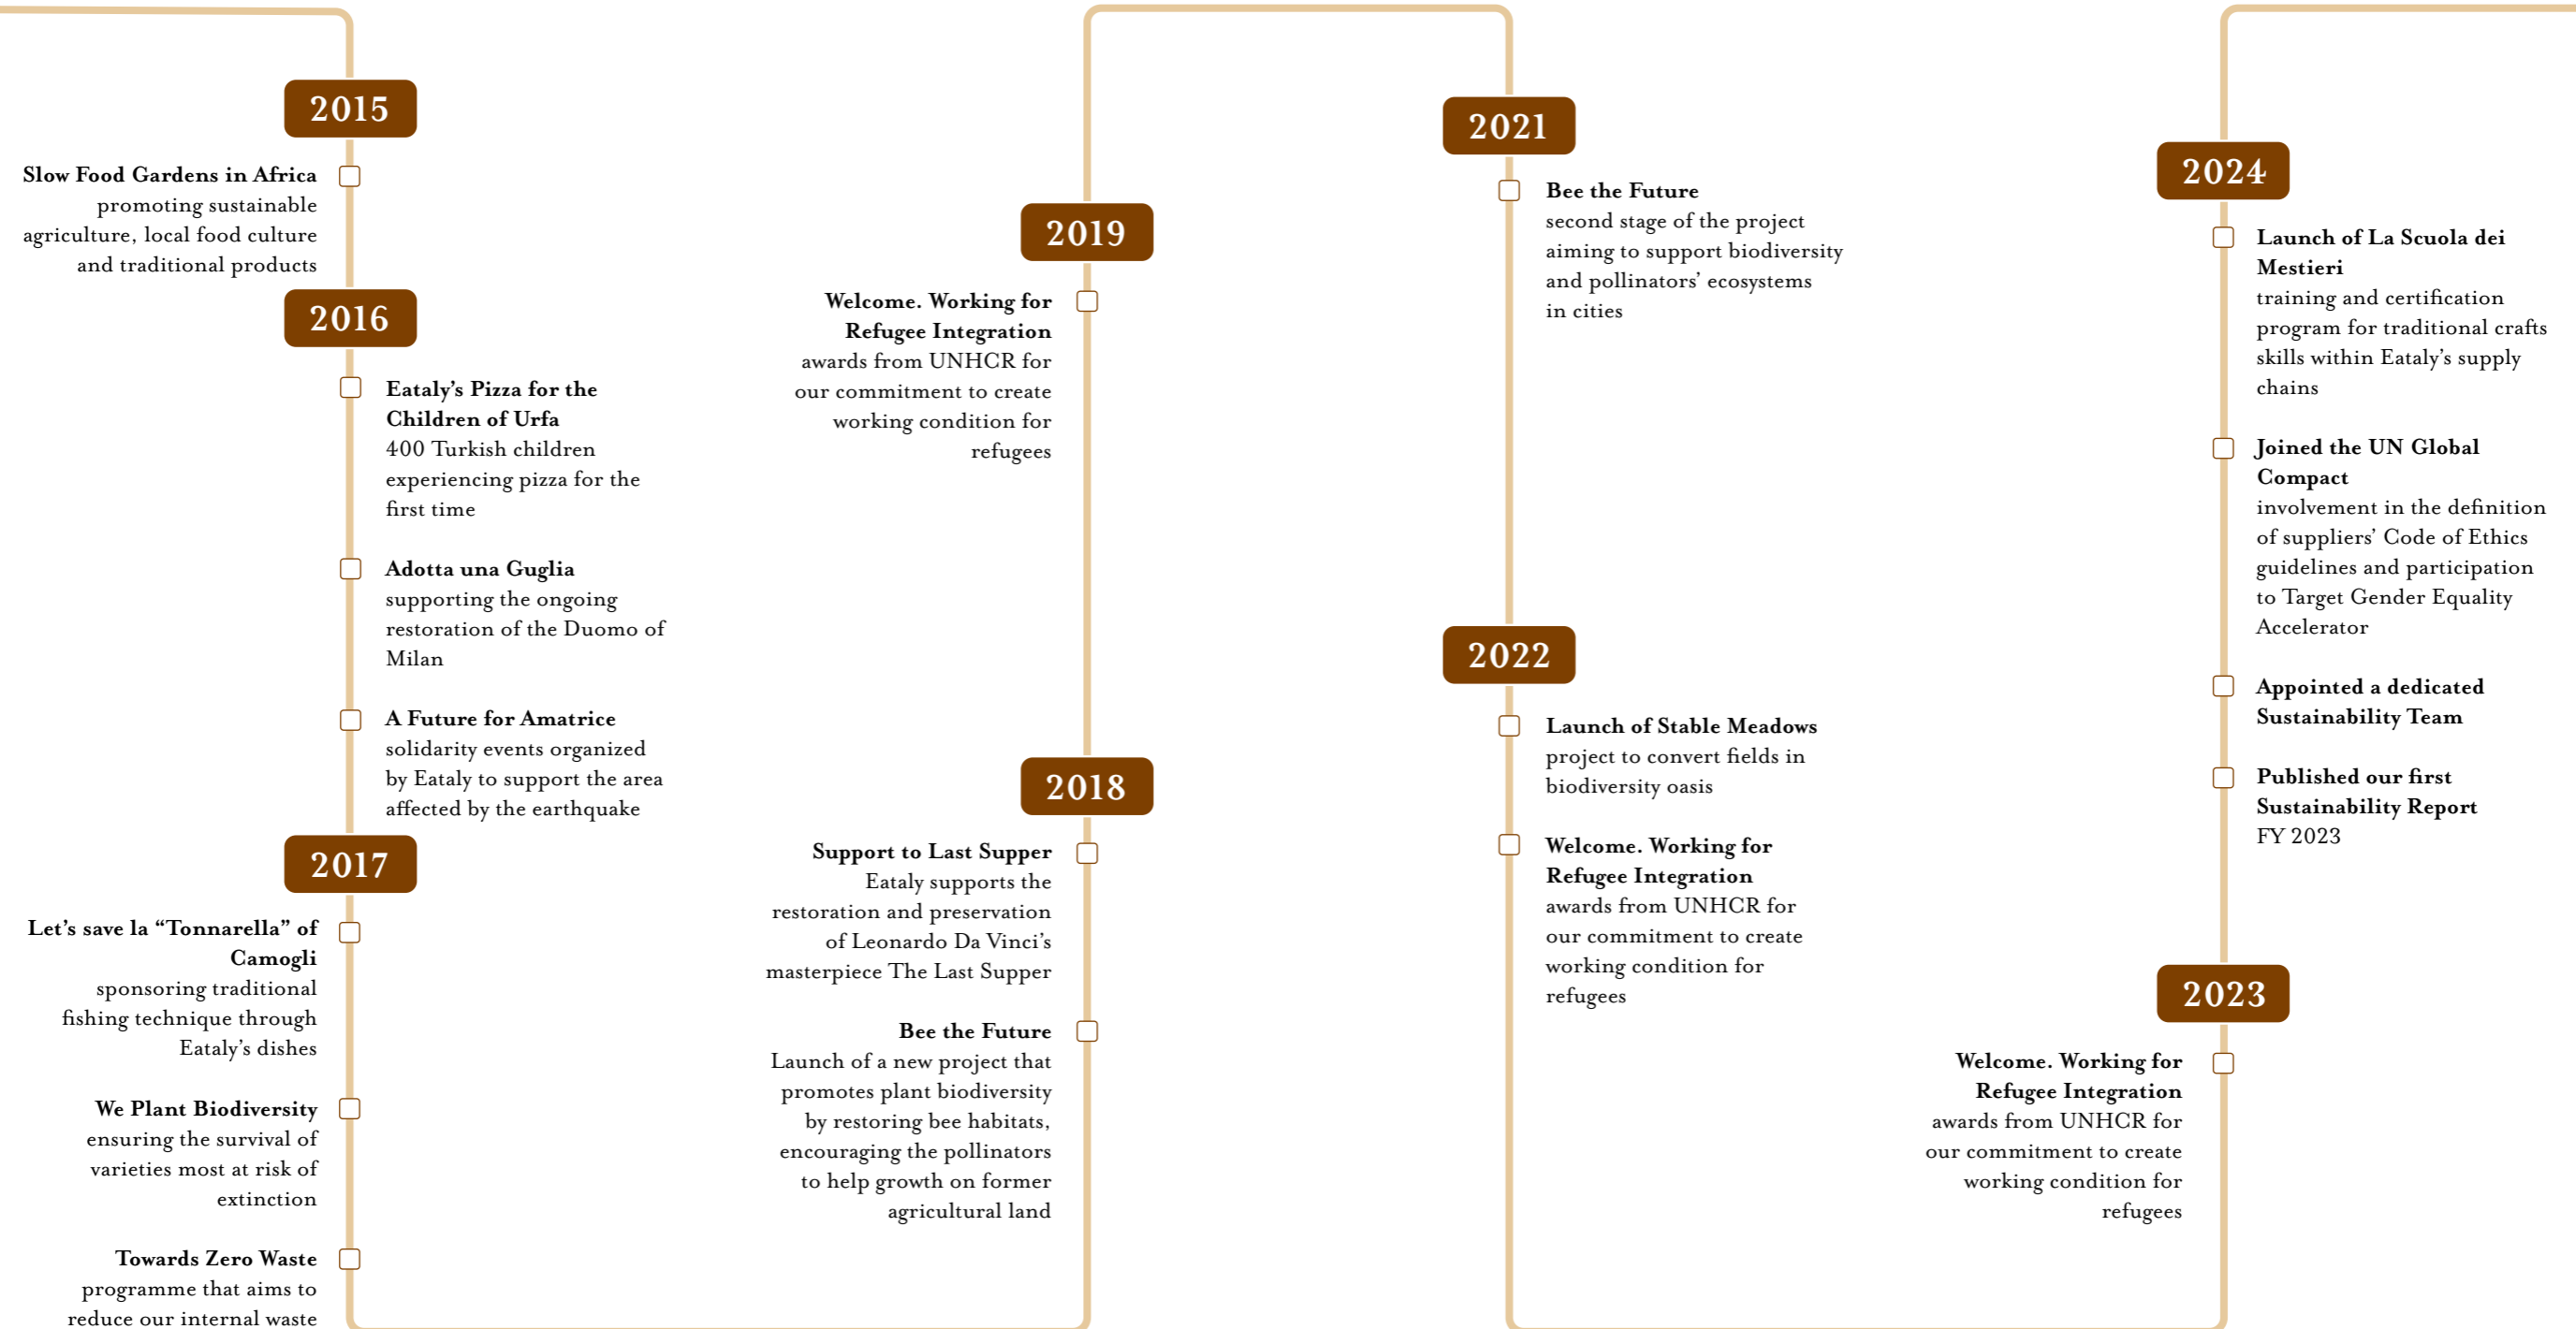 2015
Slow Food Gardens in Africa
promoting sustainable
agriculture, local food culture
and traditional products
2016
Eataly’s Pizza for the
Children of Urfa
400 Turkish children
experiencing pizza for the
first time
Adotta una Guglia
supporting the ongoing
restoration of the Duomo of
Milan
A Future for Amatrice
solidarity events organized
by Eataly to support the area
affected by the earthquake
2017
Let’s save la “Tonnarella” of
Camogli
sponsoring traditional
fishing technique through
Eataly’s dishes
We Plant Biodiversity
ensuring the survival of
varieties most at risk of
extinction
Towards Zero Waste
programme that aims to
reduce our internal waste
2018
Support to Last Supper
Eataly supports the
restoration and preservation
of Leonardo Da Vinci’s
masterpiece The Last Supper
Bee the Future
Launch of a new project that
promotes plant biodiversity
by restoring bee habitats,
encouraging the pollinators
to help growth on former
agricultural land
2019
Welcome. Working for
Refugee Integration
awards from UNHCR for
our commitment to create
working condition for
refugees
2021
Bee the Future
second stage of the project
aiming to support biodiversity
and pollinators’ ecosystems
in cities
2022
Launch of Stable Meadows
project to convert fields in
biodiversity oasis
Welcome. Working for
Refugee Integration
awards from UNHCR for
our commitment to create
working condition for
refugees
2023
Welcome. Working for
Refugee Integration
awards from UNHCR for
our commitment to create
working condition for
refugees
2024
Launch of La Scuola dei
Mestieri
training and certification
program for traditional crafts
skills within Eataly’s supply
chains
Joined the UN Global
Compact
involvement in the definition
of suppliers’ Code of Ethics
guidelines and participation
to Target Gender Equality
Accelerator
Appointed a dedicated
Sustainability Team
Published our first
Sustainability Report
FY 2023